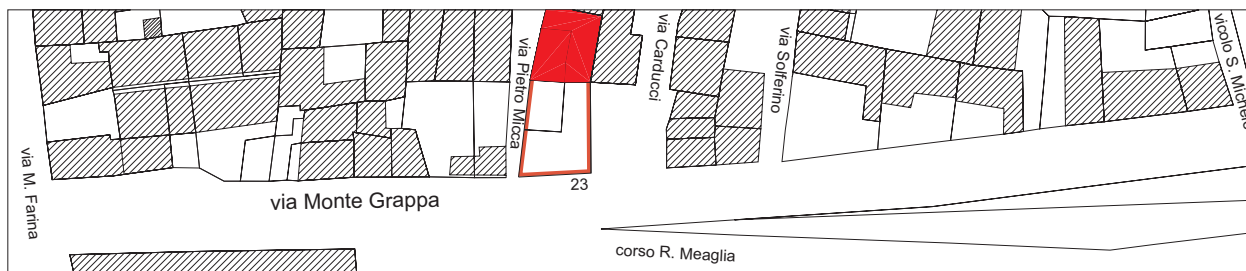 via M. Farina
via Monte Grappa
via Pietro Micca
23
via Carducci
via Solferino
vicolo S. Michele
corso R. Meaglia